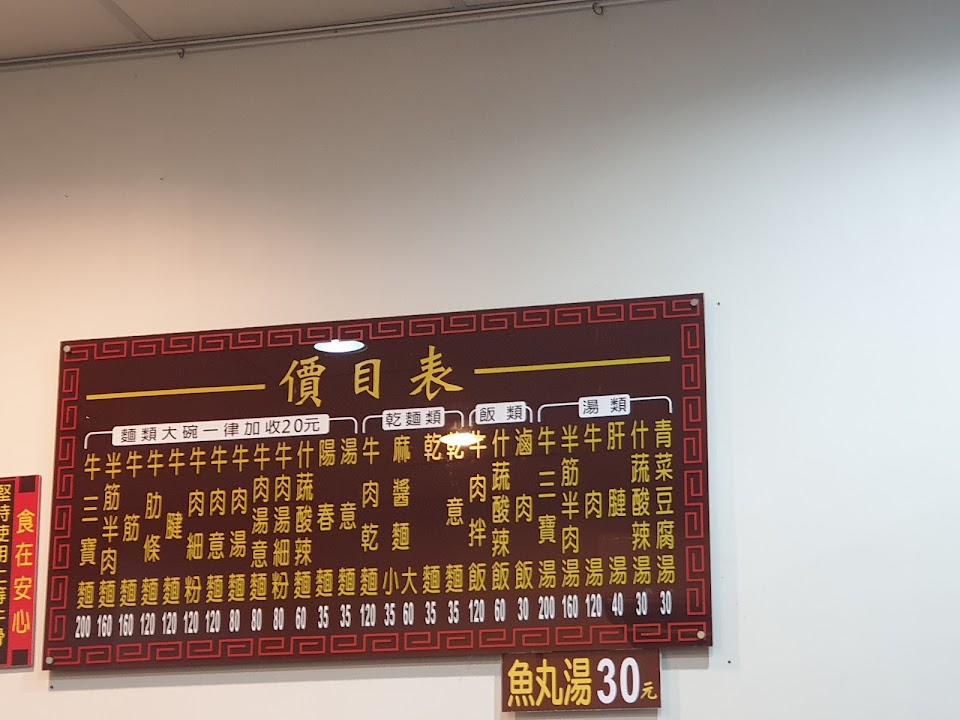 價目表
麵類大碗一律加收20元
牛三寶麵 200
半筋半肉麵 160
牛筋麵 160
牛肋條麵 120
牛腱麵 120
牛肉細粉 120
牛肉意麵 120
牛肉湯麵 80
牛肉湯意麵 80
牛肉湯細粉 80
什蔬酸辣麵 60
陽春麵 35
湯意麵 35
乾麵類
牛肉乾麵 120
麻醬麵 小35 大60
乾麵 35
乾意麵 35
飯類
牛肉拌飯 120
什蔬酸辣飯 60
滷肉飯 30
湯類
牛三寶湯 200
半筋半肉湯 160
牛肉湯 120
湯 40
什蔬酸辣湯 30
青菜豆腐湯 30
魚丸湯30元
食在安心
堅持使用